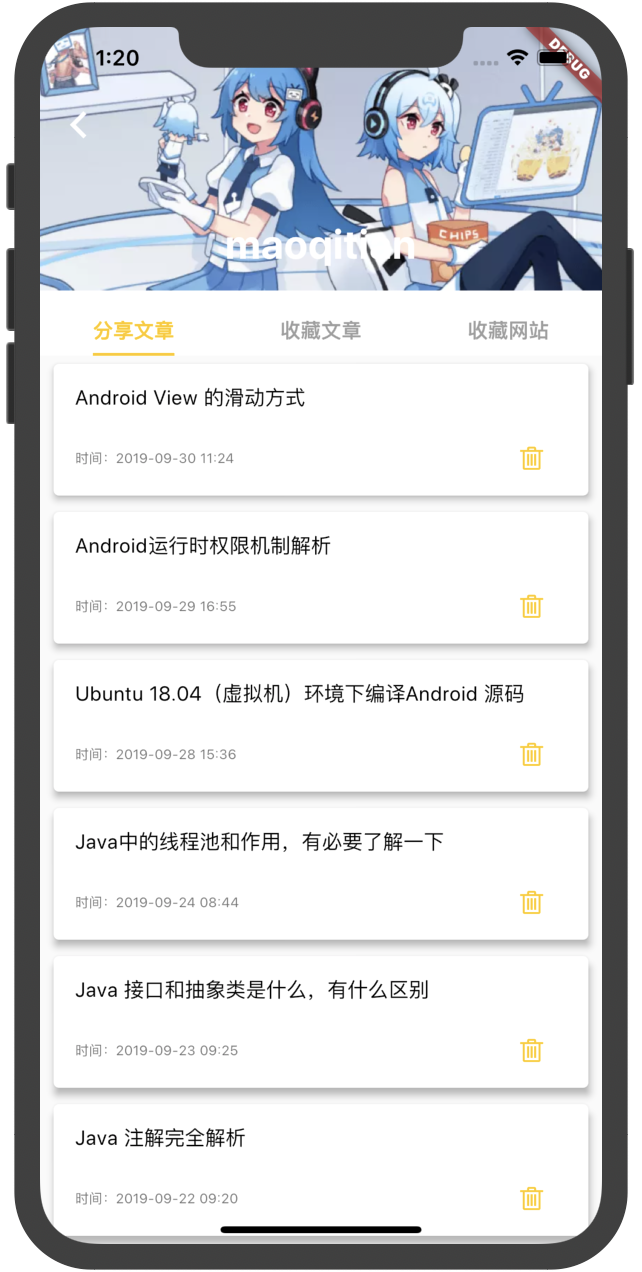 1:20
DEBUG
CHIPS
maoqitian
分享文章 收藏文章 收藏网站
Android View 的滑动方式
时间：2019-09-30 11:24
Android运行时权限机制解析
时间：2019-09-29 16:55
Ubuntu 18.04（虚拟机）环境下编译Android 源码
时间：2019-09-28 15:36
Java中的线程池和作用，有必要了解一下
时间：2019-09-24 08:44
Java 接口和抽象类是什么，有什么区别
时间：2019-09-23 09:25
Java 注解完全解析
时间：2019-09-22 09:20